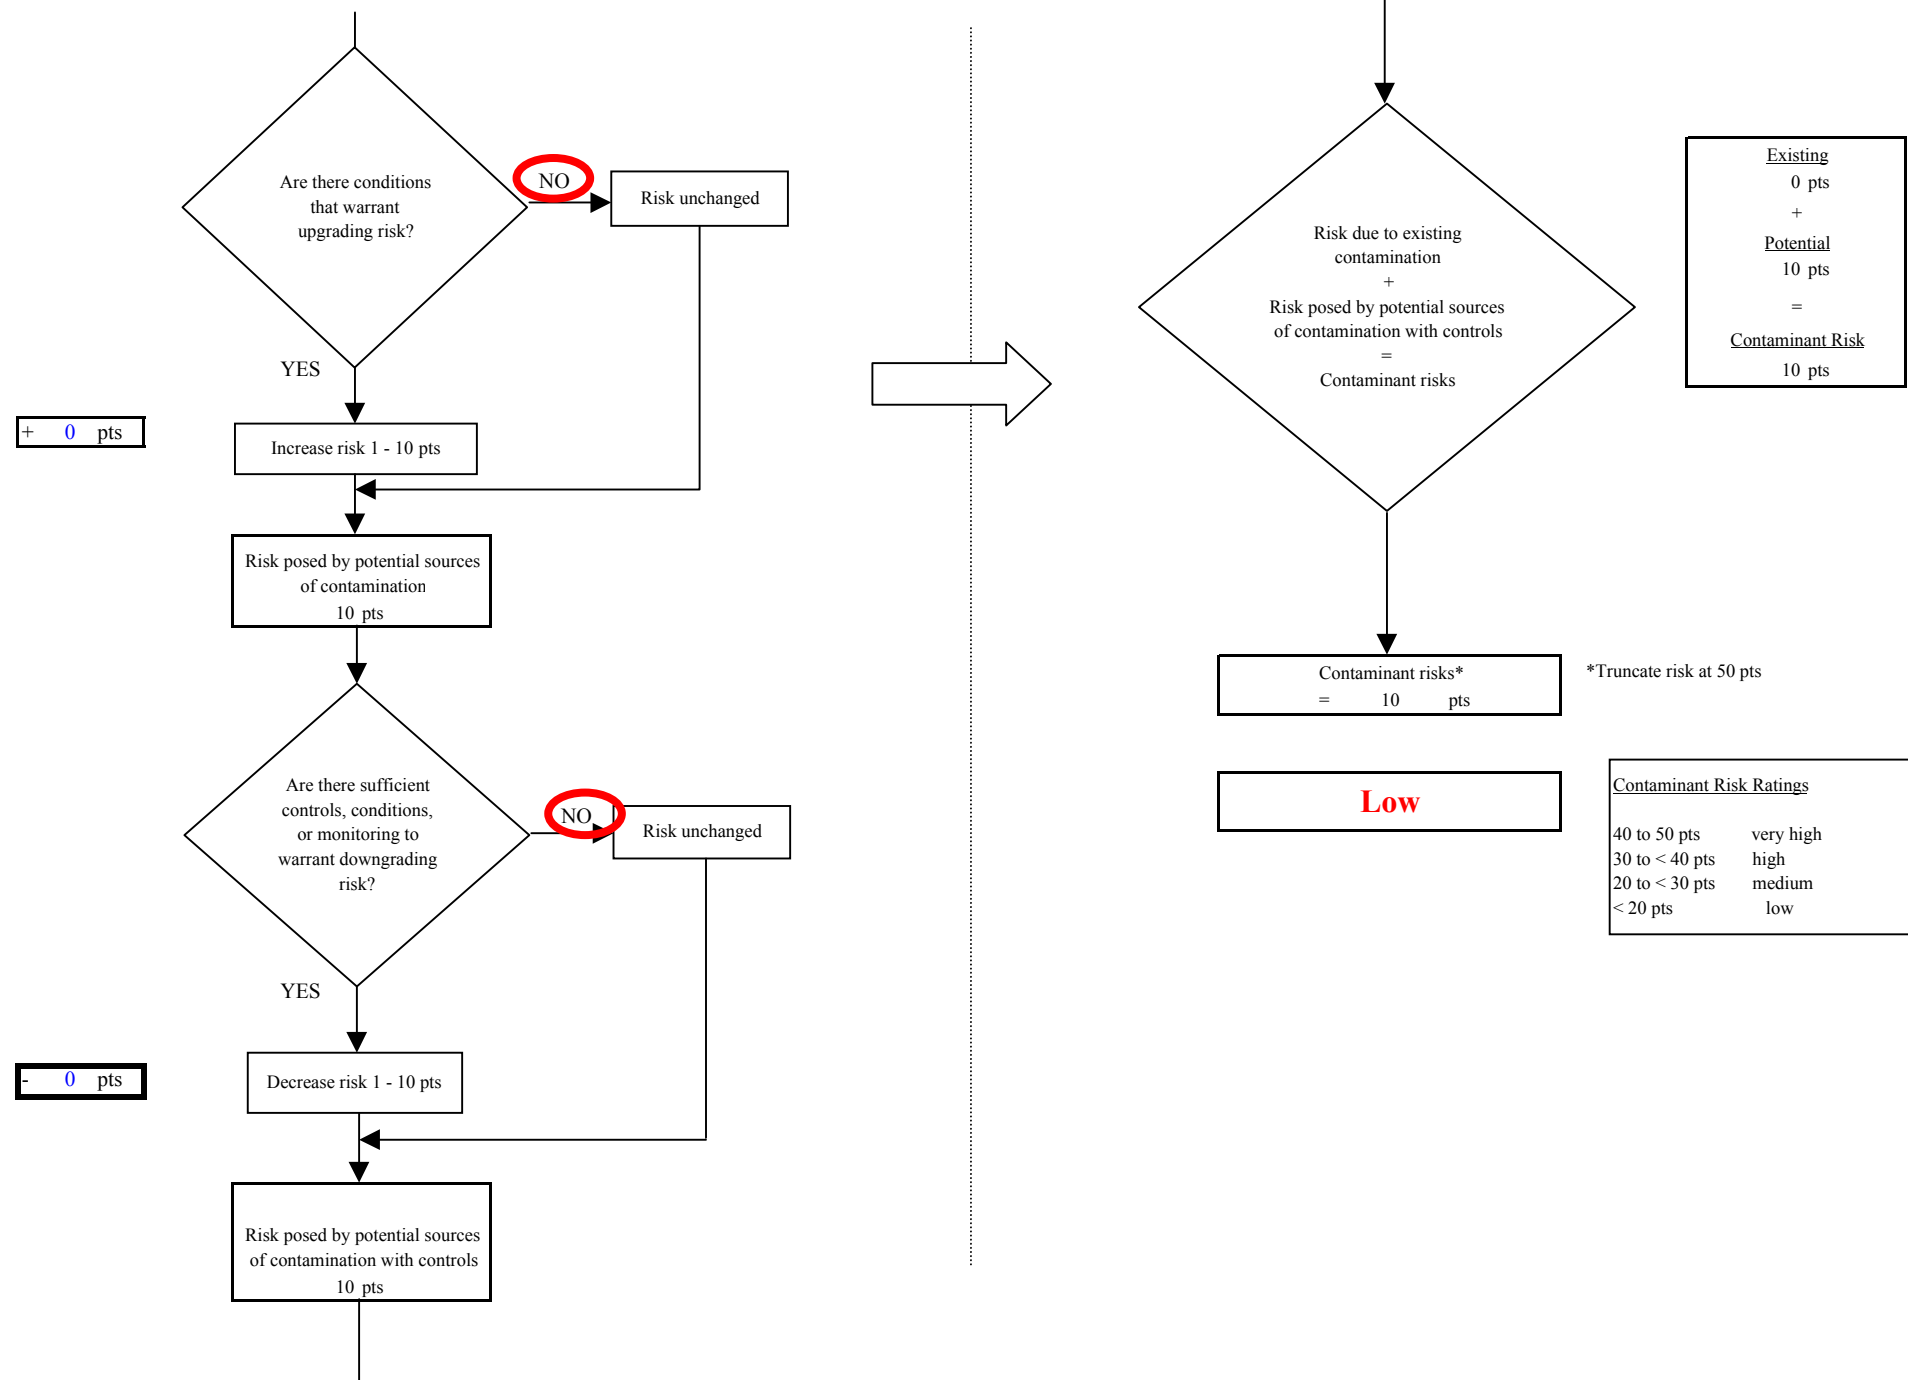 Are there conditions
that warrant
upgrading risk?
NO
Risk unchanged
YES
+ 0 pts
Increase risk 1 - 10 pts
Risk posed by potential sources
of contamination
10 pts
Are there sufficient
controls, conditions,
or monitoring to
warrant downgrading
risk?
NO
Risk unchanged
YES
- 0 pts
Decrease risk 1 - 10 pts
Risk posed by potential sources
of contamination with controls
10 pts
Risk due to existing
contamination
+
Risk posed by potential sources
of contamination with controls
=
Contaminant risks
Existing
0 pts
+
Potential
10 pts
=
Contaminant Risk
10 pts
Contaminant risks*
= 10 pts
*Truncate risk at 50 pts
Low
Contaminant Risk Ratings
40 to 50 pts very high
30 to < 40 pts high
20 to < 30 pts medium
< 20 pts low